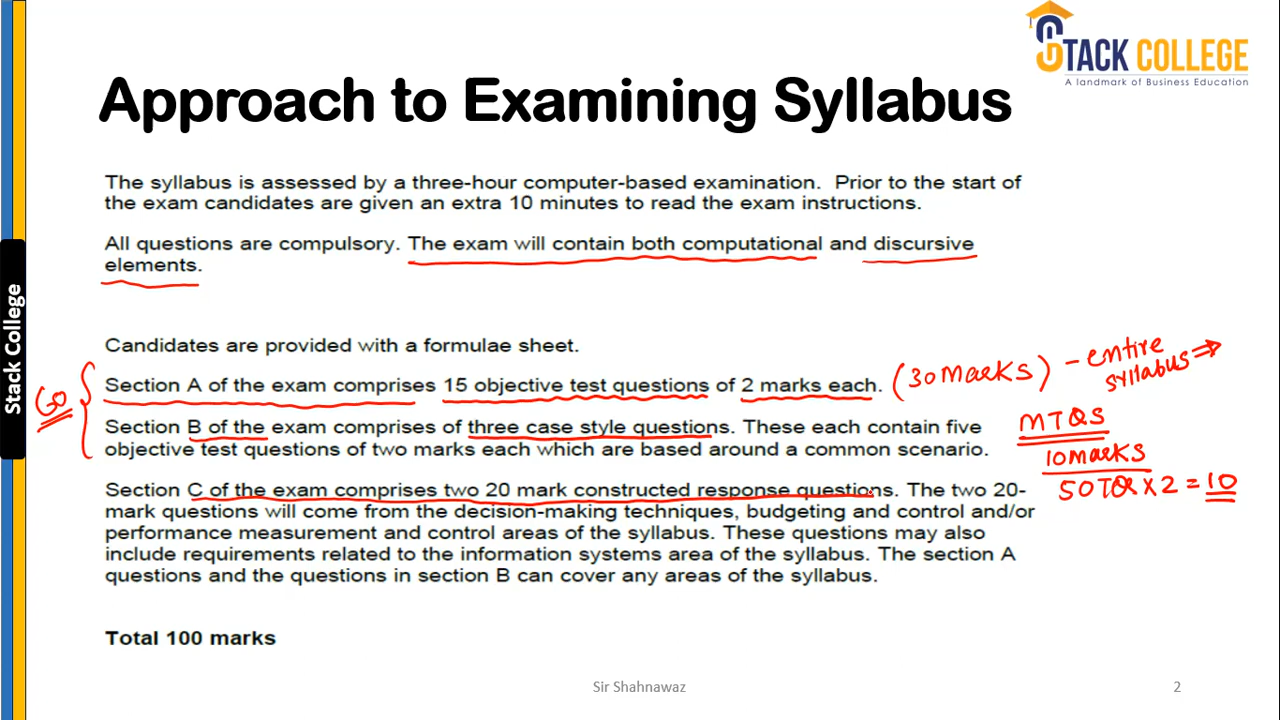 STACK COLLEGE
A landmark of Business Education
Approach to Examining Syllabus
The syllabus is assessed by a three-hour computer-based examination. Prior to the start of
the exam candidates are given an extra 10 minutes to read the exam instructions.
All questions are compulsory. The exam will contain both computational and discursive
elements.
Candidates are provided with a formulae sheet.
Section A of the exam comprises 15 objective test questions of 2 marks each. (30 Marks) - entire
syllabus ⇒
60
Section B of the exam comprises of three case style questions. These each contain five
objective test questions of two marks each which are based around a common scenario.
MTQS
10 Marks
5 OTQs X 2 = 10
Section C of the exam comprises two 20 mark constructed response questions. The two 20-
mark questions will come from the decision-making techniques, budgeting and control and/or
performance measurement and control areas of the syllabus. These questions may also
include requirements related to the information systems area of the syllabus. The section A
questions and the questions in section B can cover any areas of the syllabus.
Total 100 marks
Stack College
Sir Shahnawaz
2